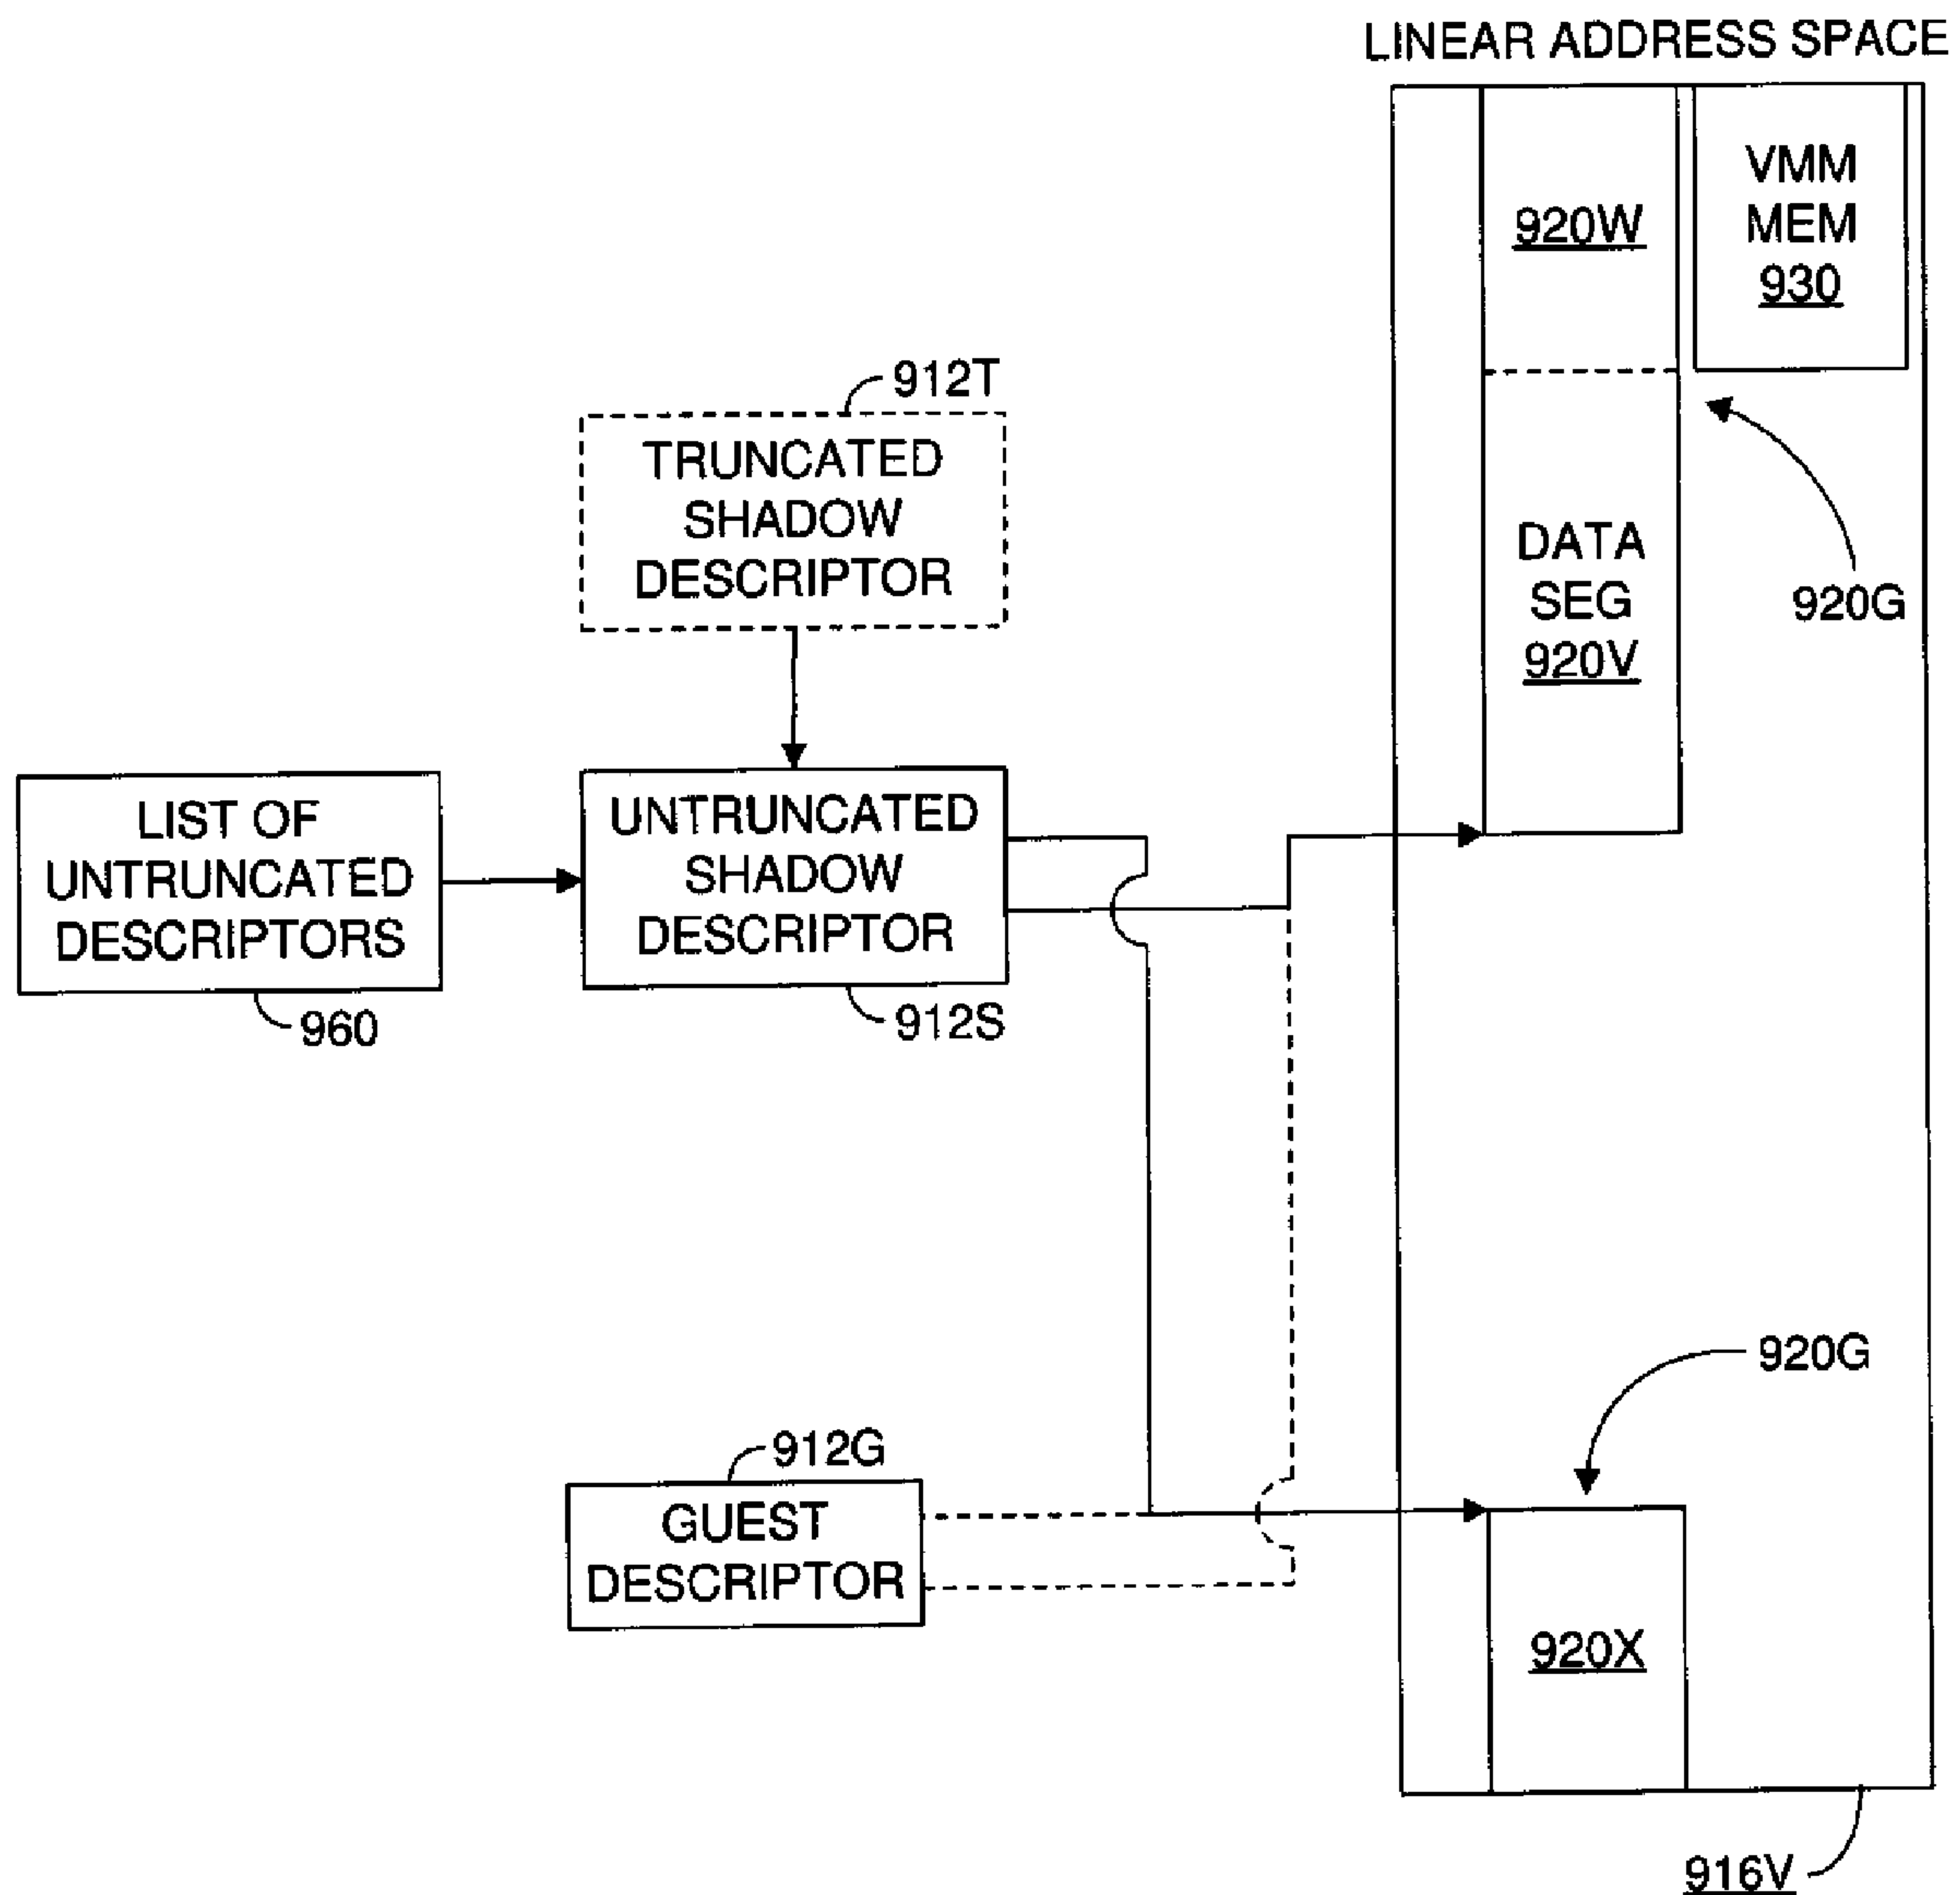 LINEAR ADDRESS SPACE
920W
VMM
MEM
930
912T
TRUNCATED
SHADOW
DESCRIPTOR
DATA
SEG
920V
920G
LIST OF
UNTRUNCATED
DESCRIPTORS
960
UNTRUNCATED
SHADOW
DESCRIPTOR
912S
920G
912G
GUEST
DESCRIPTOR
920X
916V